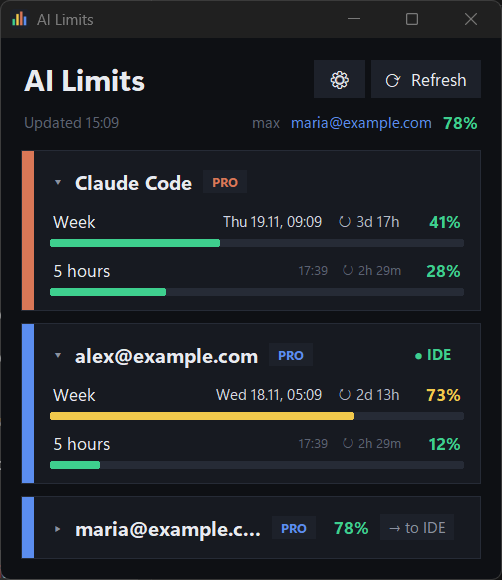 AI Limits
AI Limits
Refresh
Updated 15:09 max maria@example.com 78%
Claude Code PRO
Week Thu 19.11, 09:09 3d 17h 41%
5 hours 17:39 2h 29m 28%
alex@example.com PRO IDE
Week Wed 18.11, 05:09 2d 13h 73%
5 hours 17:39 2h 29m 12%
maria@example.c... PRO 78% → to IDE